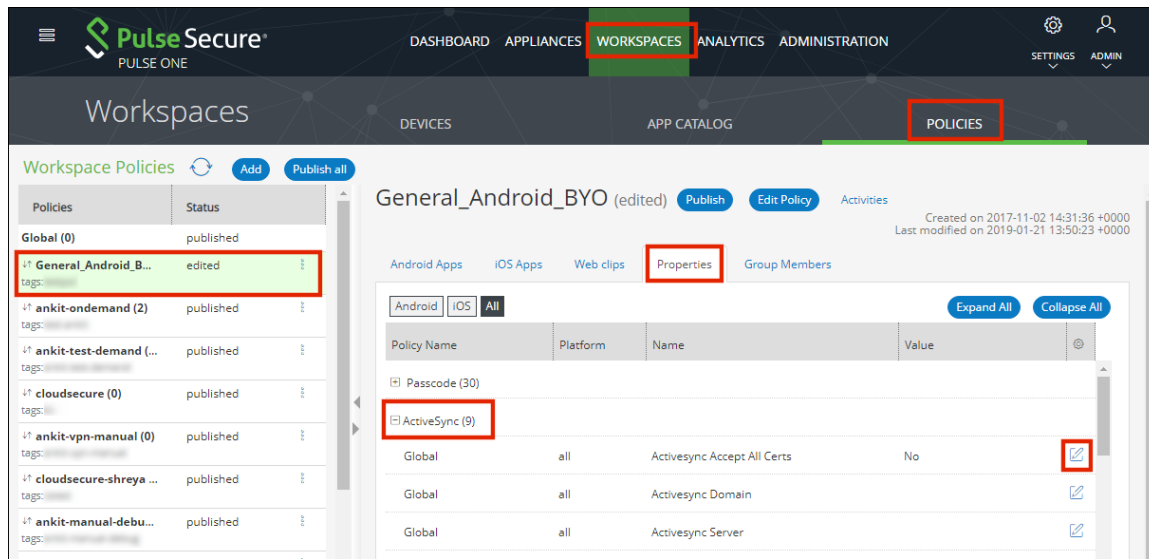 Pulse Secure®
PULSE ONE
DASHBOARD APPLIANCES WORKSPACES ANALYTICS ADMINISTRATION
SETTINGS ADMIN
Workspaces
DEVICES APP CATALOG POLICIES
Workspace Policies Add Publish all
Policies Status
Global (0) published
General_Android_B... edited
tags:
ankit-ondemand (2) published
tags:
ankit-test-demand (... published
tags:
cloudsecure (0) published
tags:
ankit-vpn-manual (0) published
tags:
cloudsecure-shreya ... published
tags:
ankit-manual-debu... published
tags:
General_Android_BYO (edited) Publish Edit Policy Activities
Created on 2017-11-02 14:31:36 +0000
Last modified on 2019-01-21 13:50:23 +0000
Android Apps iOS Apps Web clips Properties Group Members
Android iOS All Expand All Collapse All
Policy Name Platform Name Value
Passcode (30)
ActiveSync (9)
Global all Activesync Accept All Certs No
Global all Activesync Domain
Global all Activesync Server